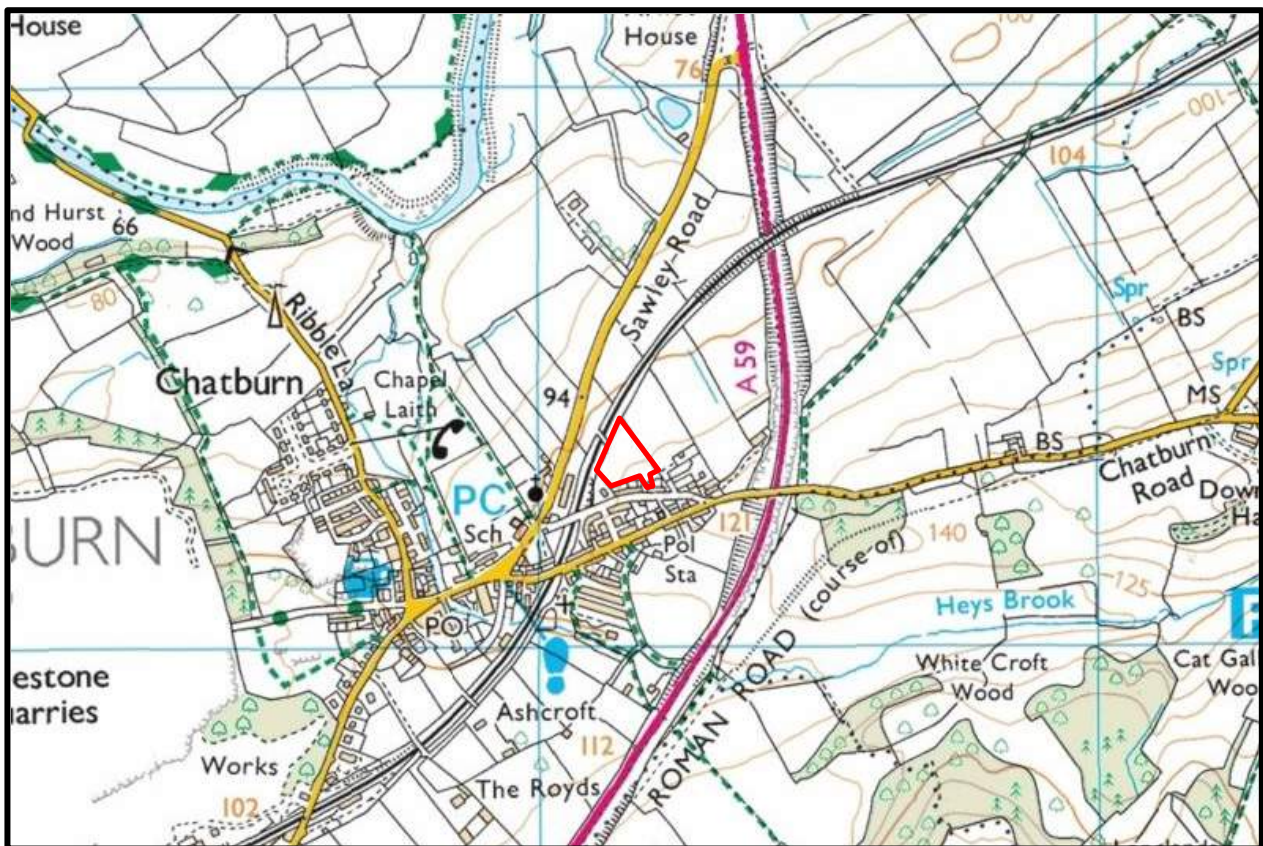 House
House
76
100
100
104
nd Hurst
Wood
66
80
Ribble La
Sawley Road
A 59
Spr
BS
Spr
MS
Chatburn
Chapel
Laith
94
BS
Chatburn
Road
Down
Ha
PC
Sch
121
Pol
Sta
140
BURN
125
ROMAN ROAD (course of)
Heys Brook
PO
White Croft
Wood
Cat Gal
Woo
estone
uarries
Ashcroft
112
Works
The Royds
102